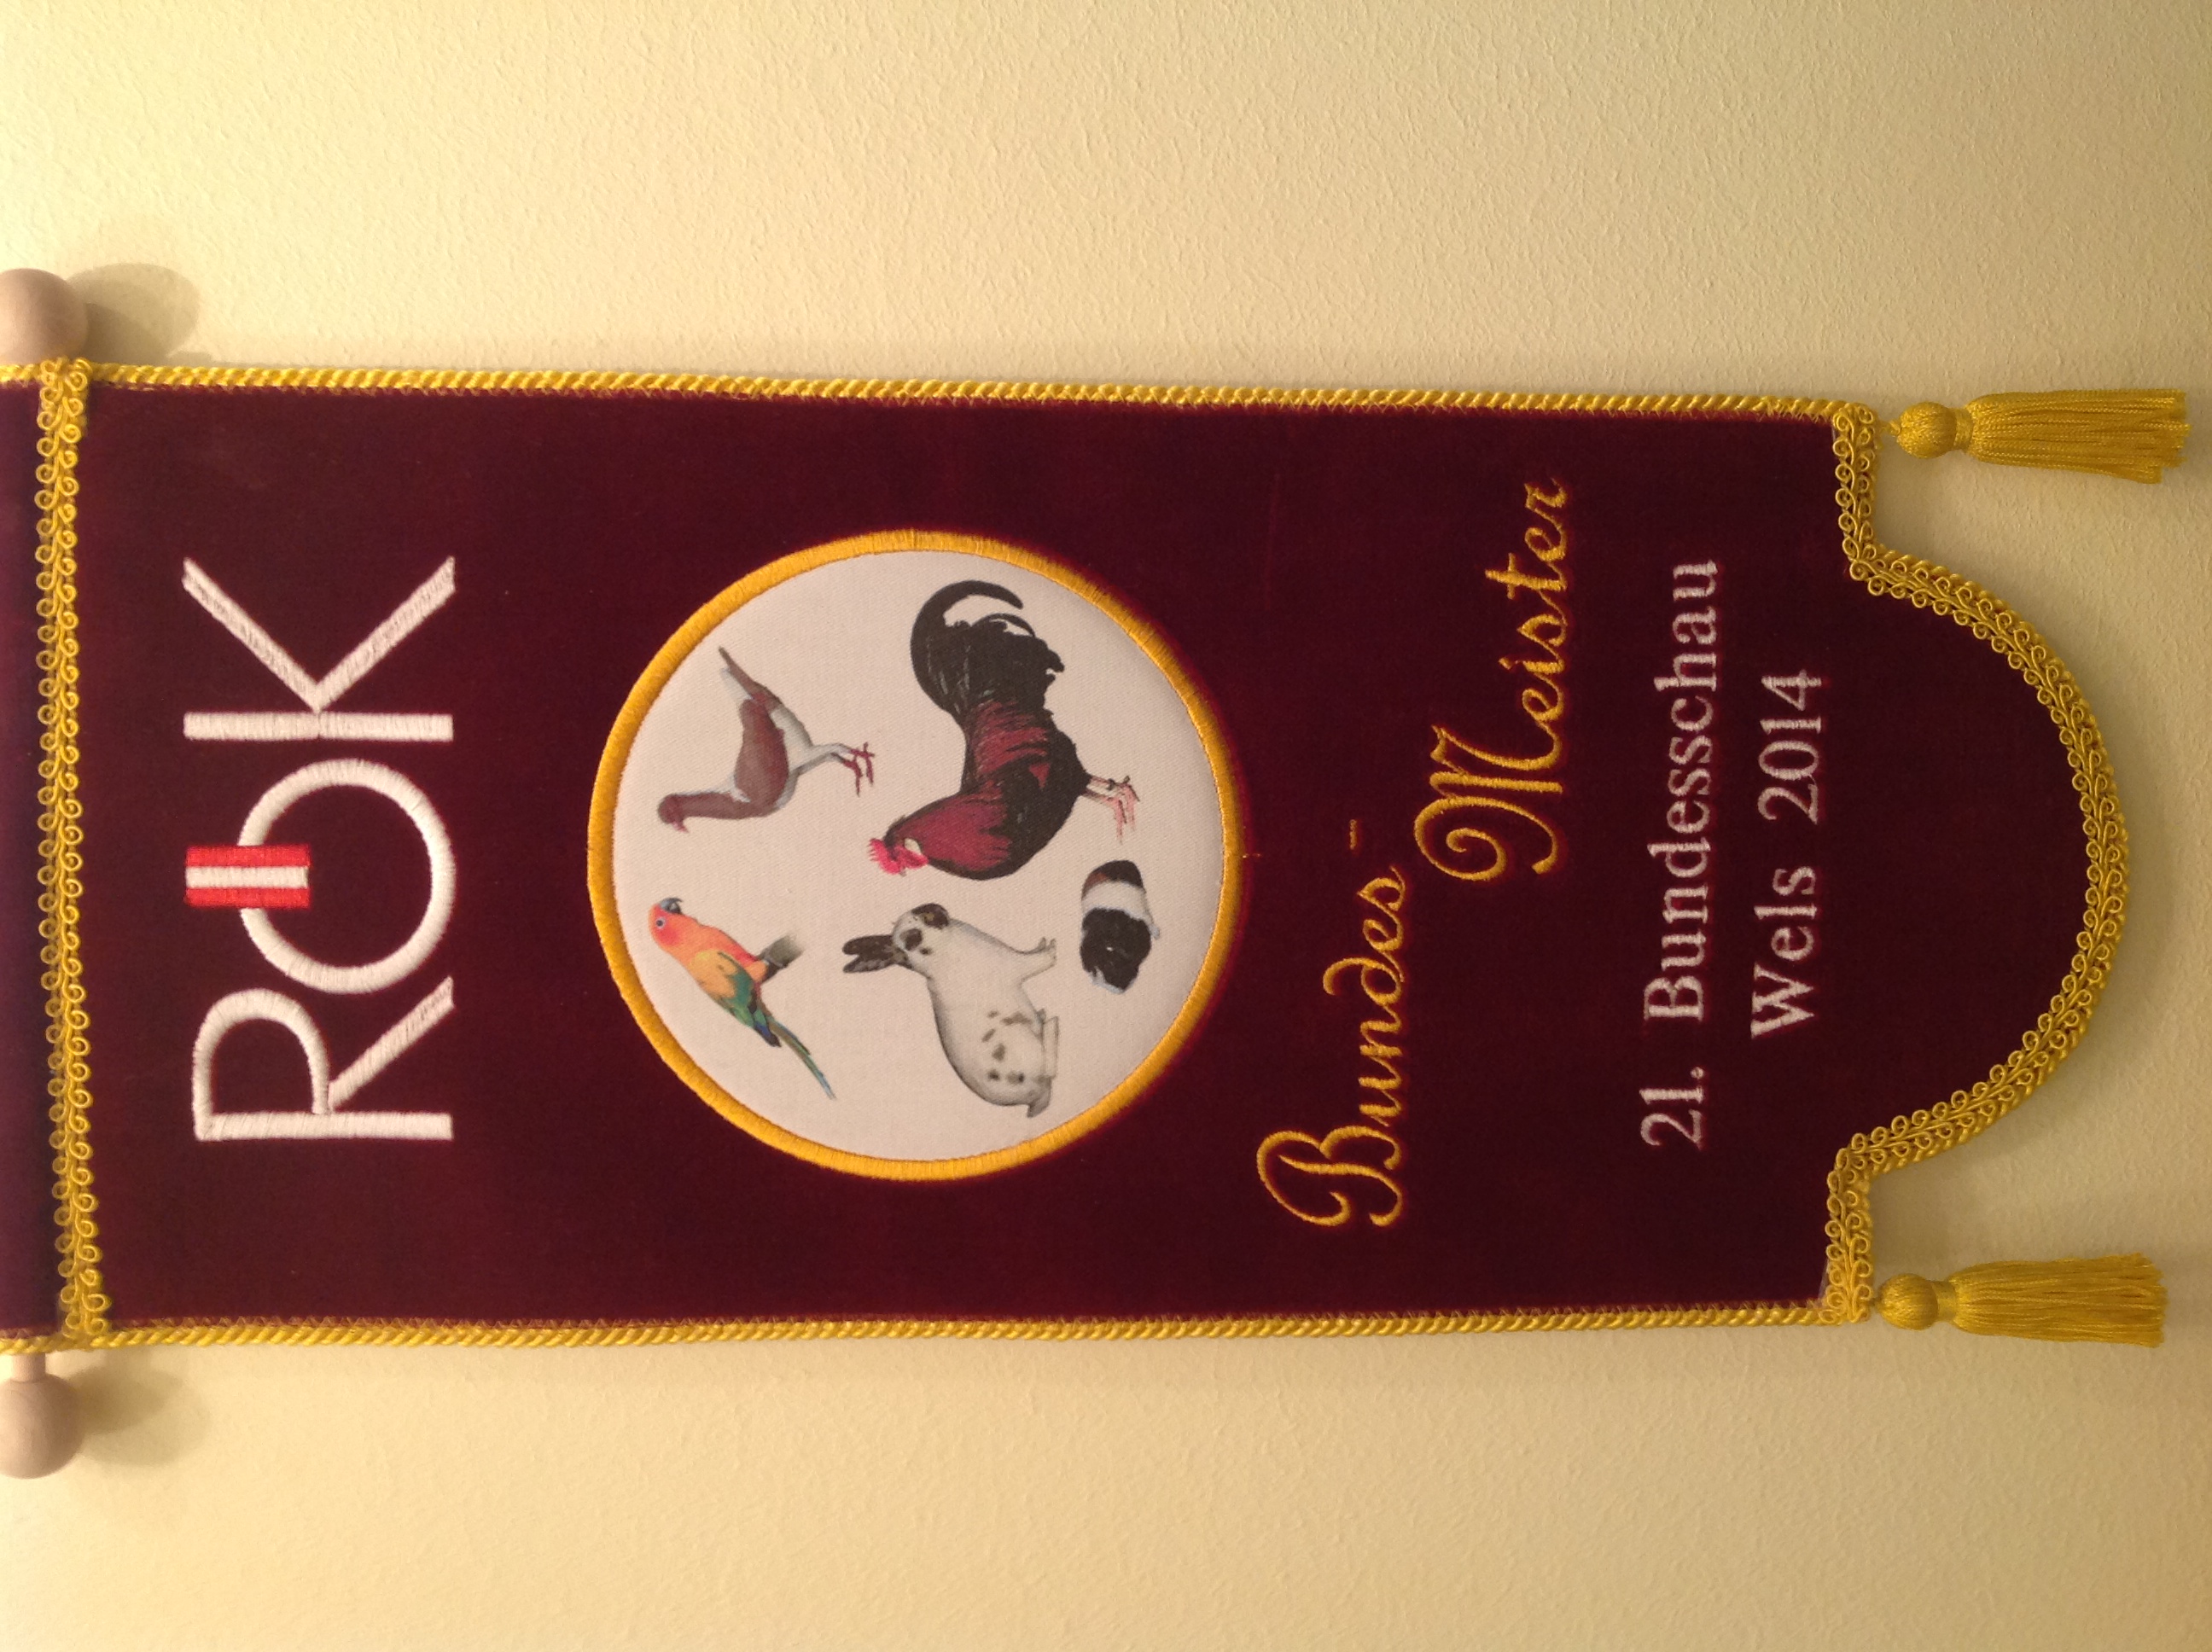 RÖK
Bundes-
Meister
21. Bundesschau
Wels 2014